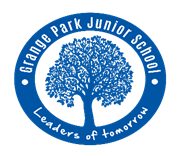 Grange Park Junior School
Leaders of tomorrow